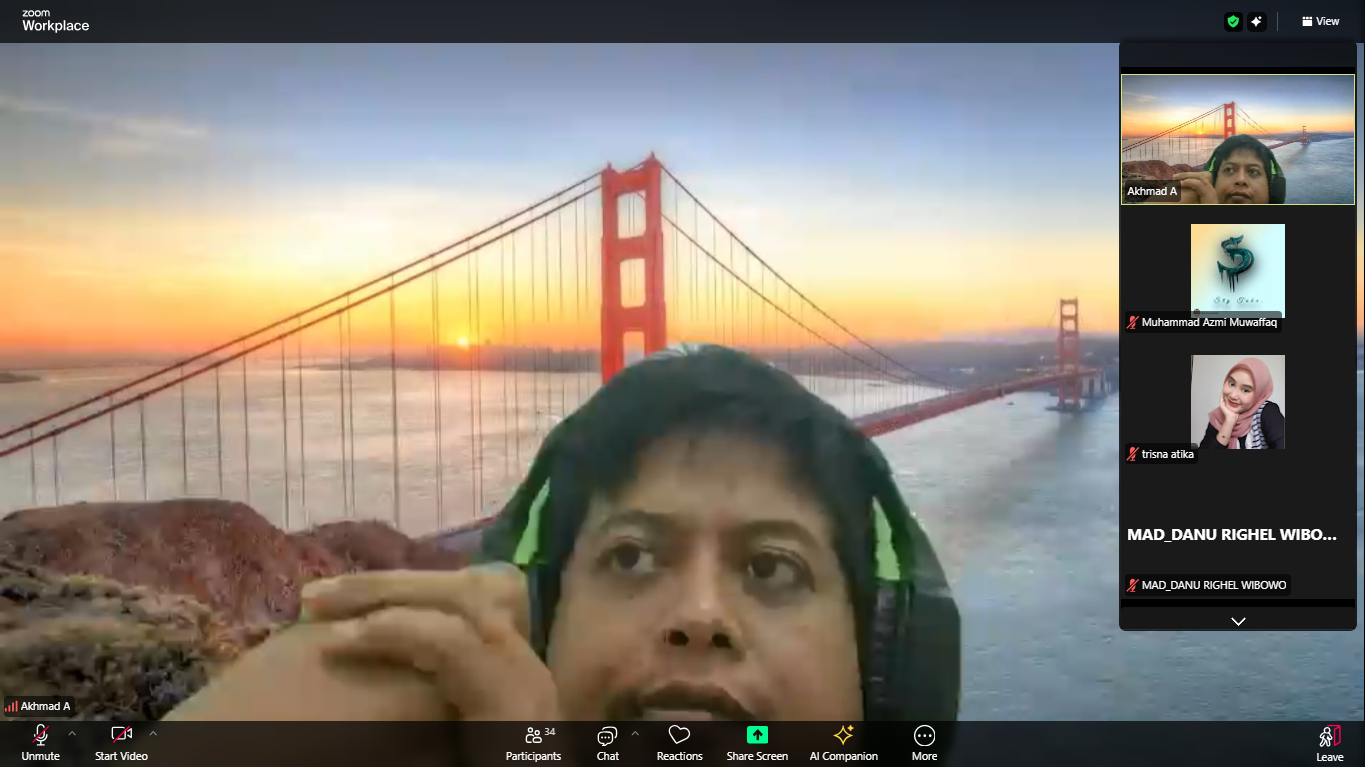 zoom
Workplace
View
Akhmad A
Muhammad Azmi Muwaffaq
trisna atika
MAD_DANU RIGHEL WIBO...
MAD_DANU RIGHEL WIBOWO
Akhmad A
Unmute
Start Video
Participants
34
Chat
Reactions
Share Screen
AI Companion
More
Leave